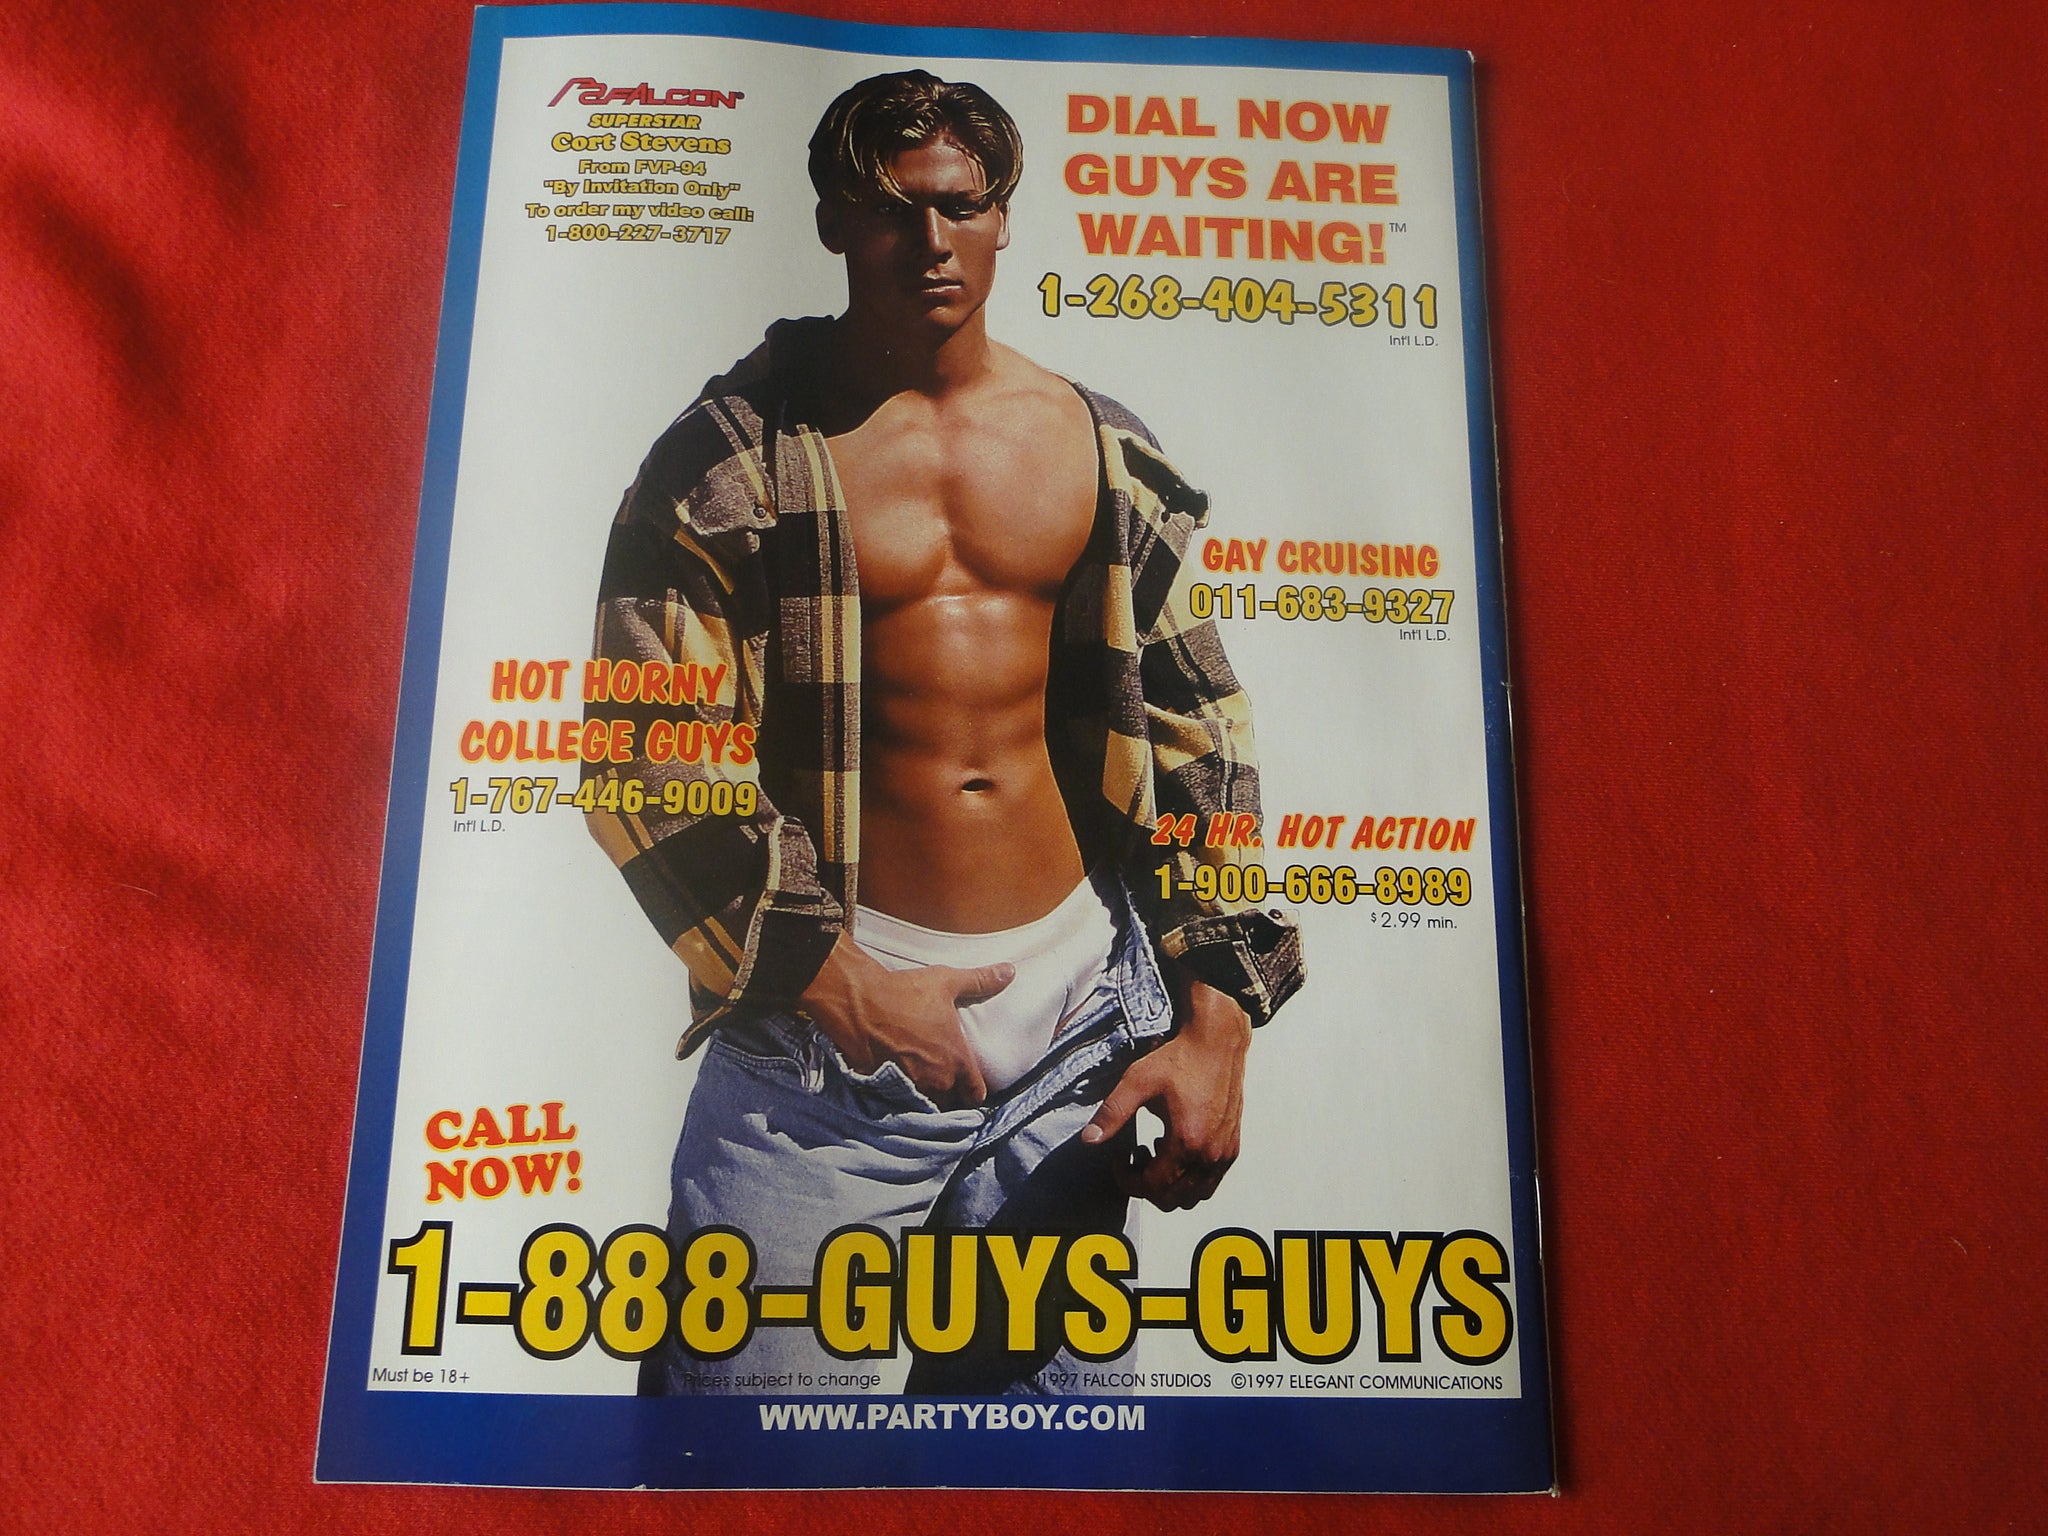 FALCON®
SUPERSTAR
Cort Stevens
From FVP-94
"By Invitation Only"
To order my video call:
1-800-227-3717
DIAL NOW
GUYS ARE
WAITING!™
1-268-404-5311
Int'l L.D.
GAY CRUISING
011-683-9327
Int'l L.D.
HOT HORNY
COLLEGE GUYS
1-767-446-9009
Int'l L.D.
24 HR. HOT ACTION
1-900-666-8989
$2.99 min.
CALL
NOW!
1-888-GUYS-GUYS
Must be 18+ Prices subject to change ©1997 FALCON STUDIOS ©1997 ELEGANT COMMUNICATIONS
WWW.PARTYBOY.COM